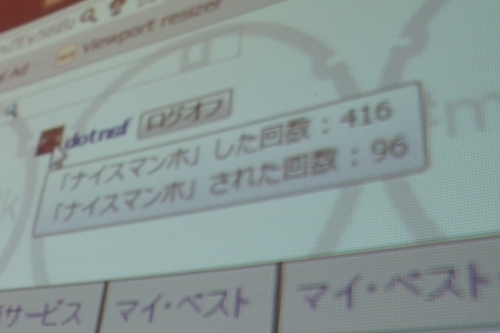 Viewport resizer
dotnsf ログオフ
「ナイスマンホ」した回数：416
「ナイスマンホ」された回数：96
サービス
マイ・ベスト
マイ・ベスト